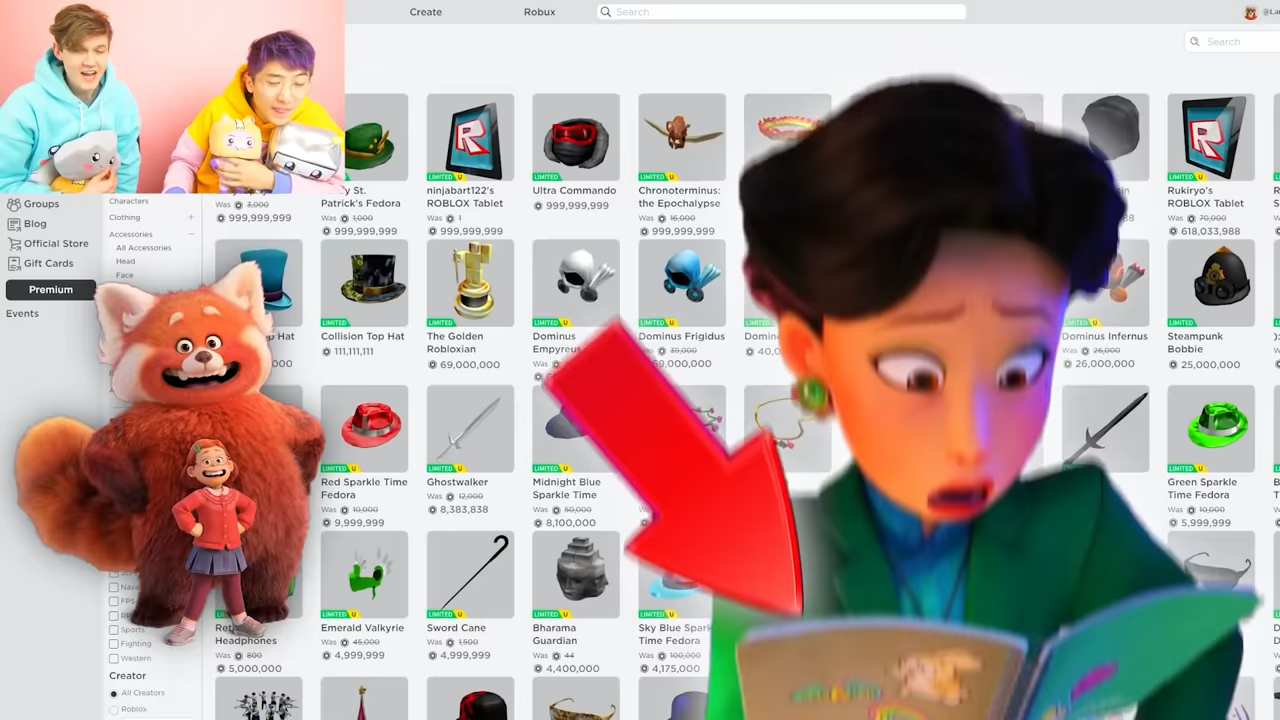 Create
Robux
Search
Search
Groups
Blog
Official Store
Gift Cards
Premium
Events
Characters
Clothing +
Accessories −
All Accessories
Head
Face
Sports
Fighting
Western
Creator
All Creators
Roblox
St.
Patrick's Fedora
Was 3,000
999,999,999
Was 1,000
999,999,999
ninjabart122's
ROBLOX Tablet
Was 1
999,999,999
Ultra Commando
999,999,999
Chronoterminus:
the Epochalypse
Was 16,000
999,999,999
Rukiryo's
ROBLOX Tablet
Was 70,000
618,033,988
Hat
Collision Top Hat
111,111,111
The Golden
Robloxian
69,000,000
Dominus
Empyreus
Was
Dominus Frigidus
Was 39,000
Dominus Infernus
Was 26,000
26,000,000
Steampunk
Bobbie
25,000,000
Red Sparkle Time
Fedora
Was 10,000
9,999,999
Ghostwalker
Was 12,000
8,383,838
Midnight Blue
Sparkle Time
Was 50,000
8,100,000
Green Sparkle
Time Fedora
Was 10,000
5,999,999
Headphones
Was 800
5,000,000
Emerald Valkyrie
Was 45,000
4,999,999
Sword Cane
Was 1,500
4,999,999
Bharama
Guardian
Was 44
4,400,000
Sky Blue Spark
Time Fedora
Was 100,000
4,175,000